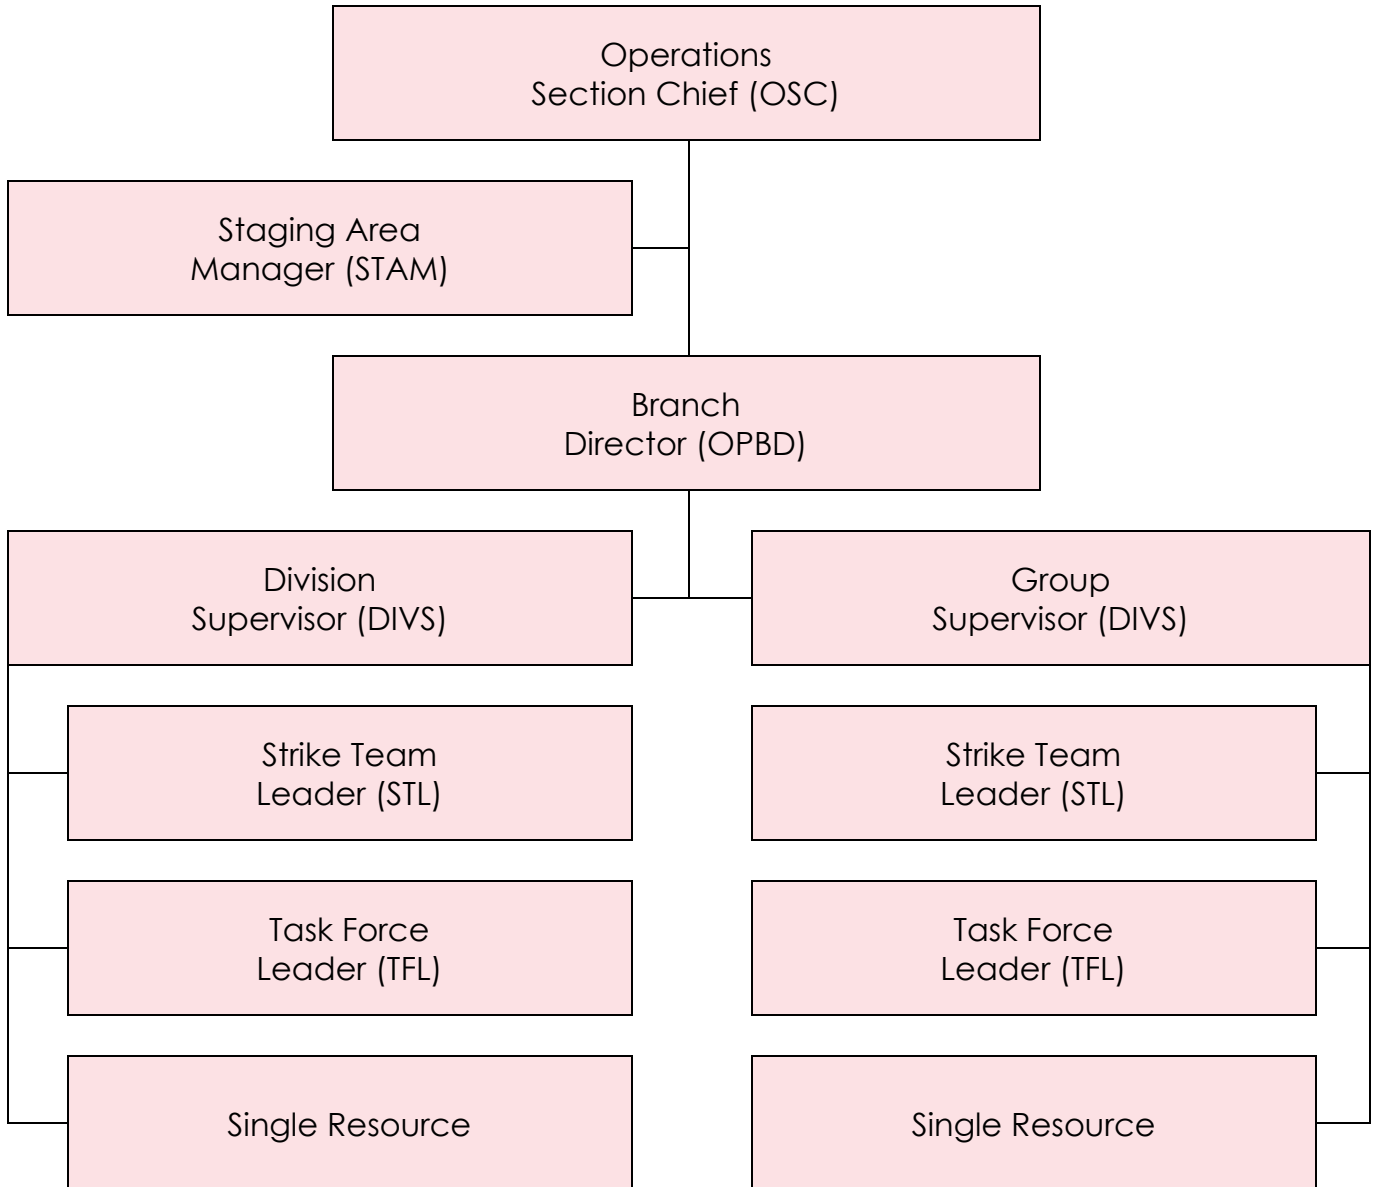 Operations
Section Chief (OSC)
Staging Area
Manager (STAM)
Branch
Director (OPBD)
Division
Supervisor (DIVS)
Group
Supervisor (DIVS)
Strike Team
Leader (STL)
Strike Team
Leader (STL)
Task Force
Leader (TFL)
Task Force
Leader (TFL)
Single Resource
Single Resource